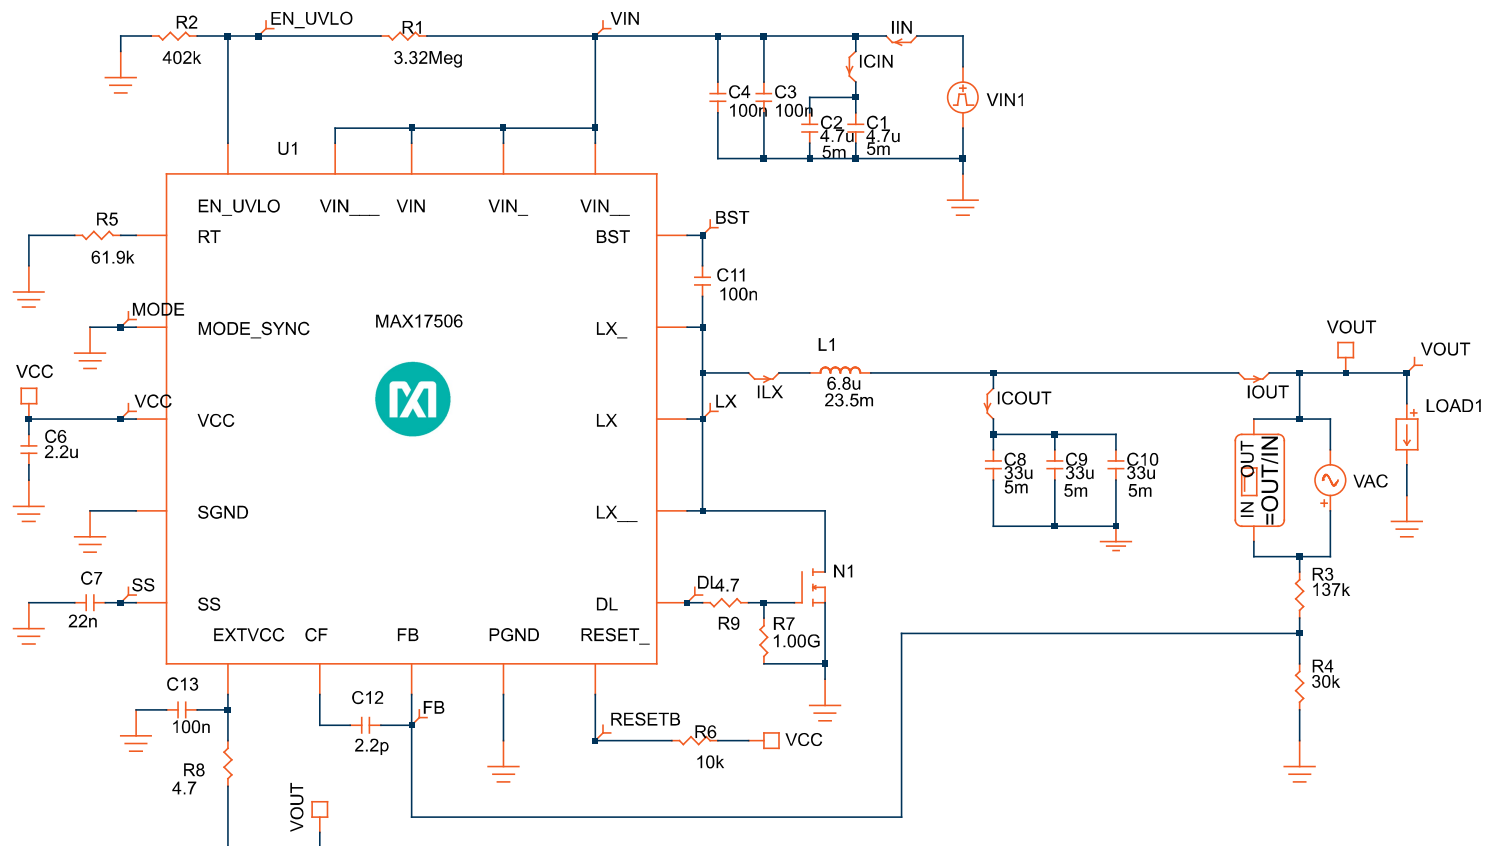 R2
402k
EN_UVLO
R1
3.32Meg
VIN
IIN
ICIN
C4
100n
C3
100n
C2
4.7u
5m
C1
4.7u
5m
VIN1
U1
EN_UVLO
VIN___
VIN
VIN_
VIN__
R5
61.9k
RT
BST
BST
C11
100n
MODE
MODE_SYNC
MAX17506
LX_
VCC
VCC
VCC
C6
2.2u
LX
LX
ILX
L1
6.8u
23.5m
ICOUT
IOUT
VOUT
VOUT
LOAD1
C8
33u
5m
C9
33u
5m
C10
33u
5m
IN
OUT
=OUT/IN
VAC
SGND
LX__
C7
22n
SS
SS
DL
DL
4.7
R9
N1
R7
1.00G
R3
137k
R4
30k
EXTVCC
CF
FB
PGND
RESET_
C13
100n
C12
2.2p
FB
RESETB
R6
10k
VCC
R8
4.7
VOUT